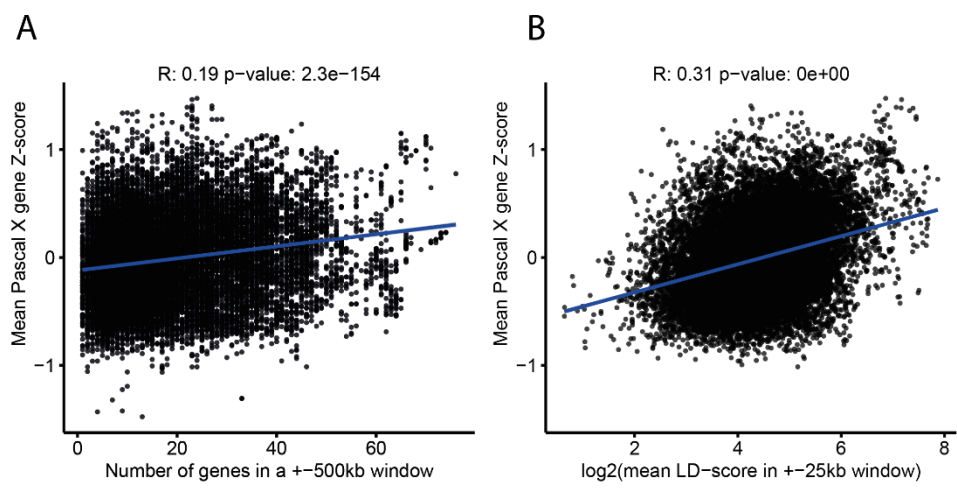 A
R: 0.19 p−value: 2.3e−154
Mean Pascal X gene Z−score
1
0
−1
0
20
40
60
Number of genes in a +−500kb window
B
R: 0.31 p−value: 0e+00
Mean Pascal X gene Z−score
1
0
−1
2
4
6
8
log2(mean LD−score in +−25kb window)